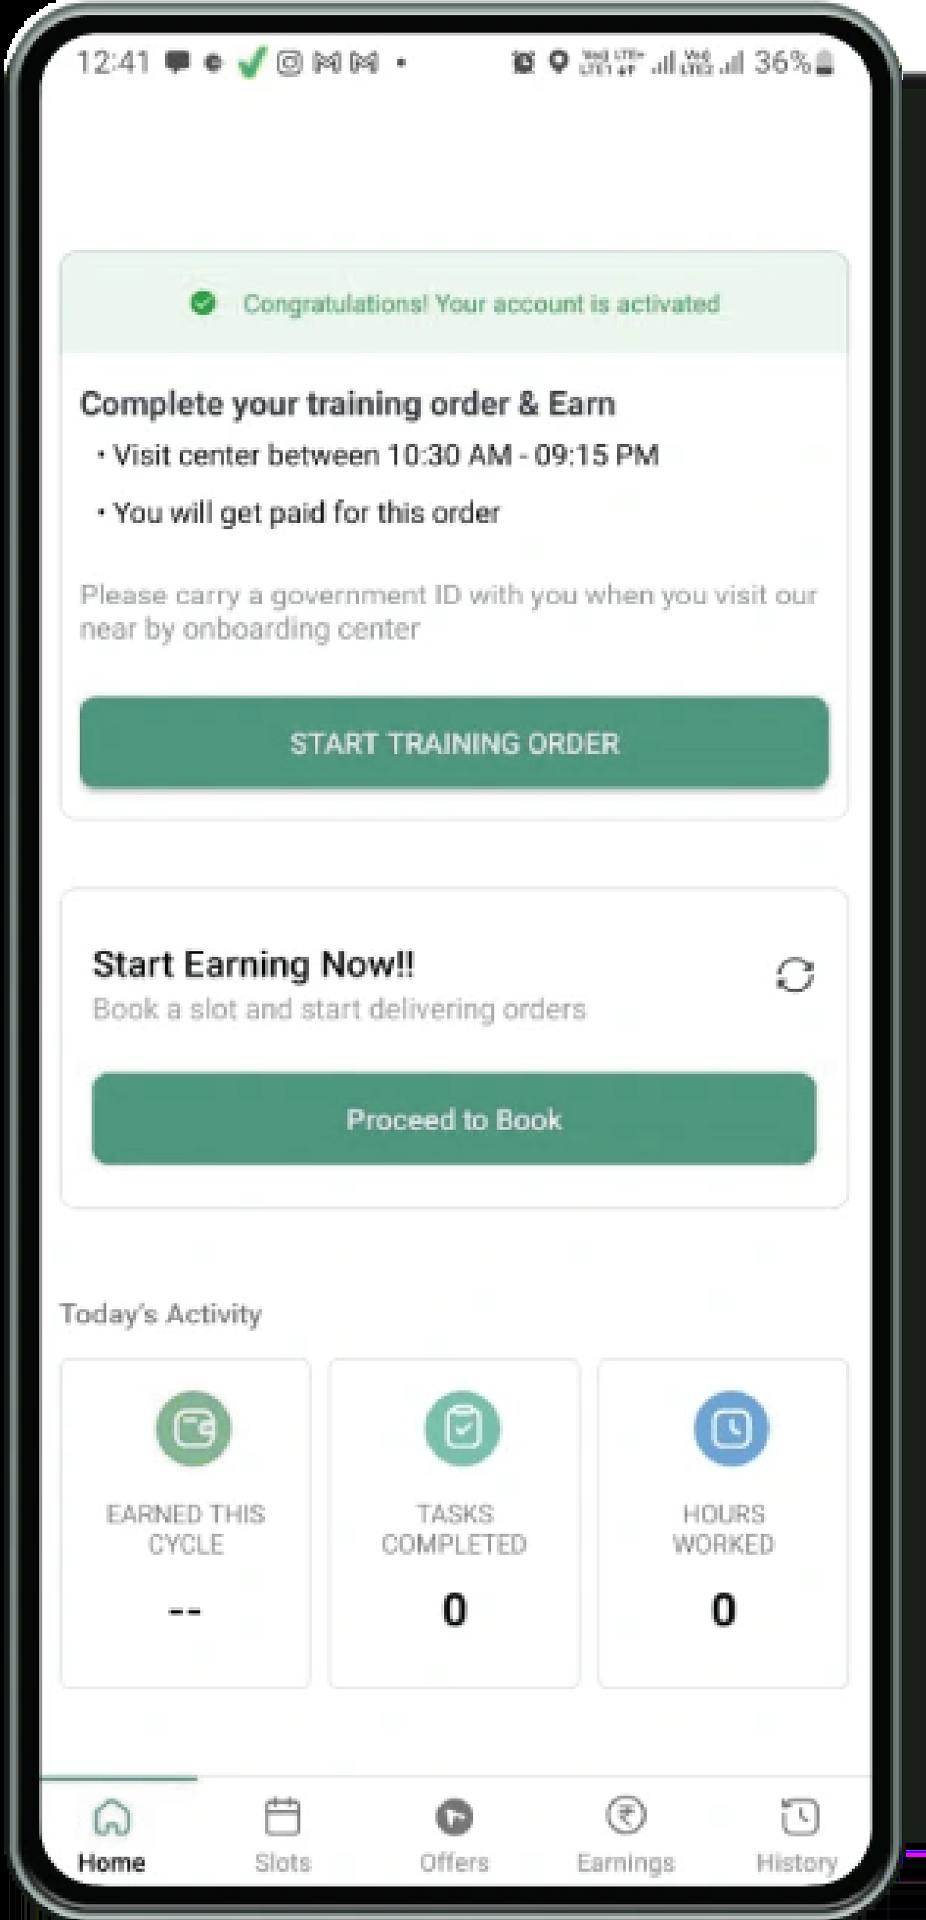 12:41
36%
Congratulations! Your account is activated
Complete your training order & Earn
• Visit center between 10:30 AM - 09:15 PM
• You will get paid for this order
Please carry a government ID with you when you visit our
near by onboarding center
START TRAINING ORDER
Start Earning Now!!
Book a slot and start delivering orders
Proceed to Book
Today's Activity
EARNED THIS
CYCLE
--
TASKS
COMPLETED
0
HOURS
WORKED
0
Home
Slots
Offers
Earnings
History